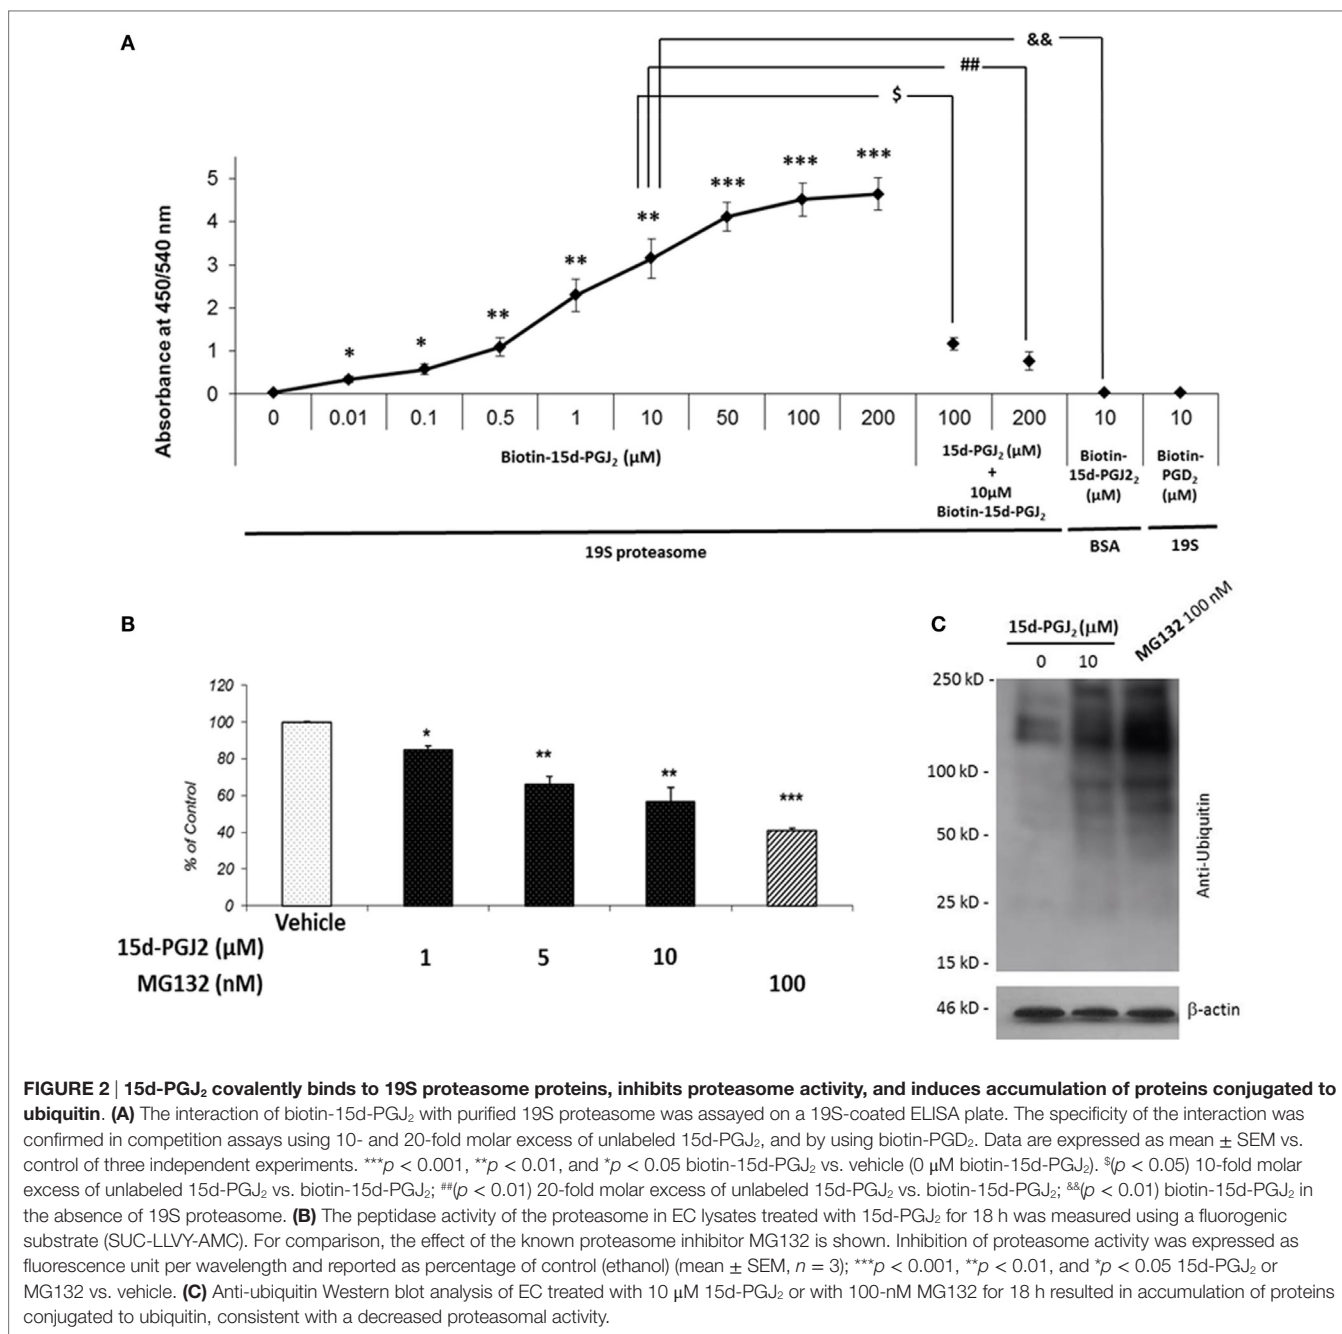 A
&&
##
$
Absorbance at 450/540 nm
5
4
3
2
1
0
*
*
**
**
**
***
***
***
0 0.01 0.1 0.5 1 10 50 100 200 100 200 10 10
Biotin-15d-PGJ₂ (µM)
15d-PGJ₂ (µM)
+
10µM
Biotin-15d-PGJ₂
Biotin-
15d-PGJ2₂
(µM)
Biotin-
PGD₂
(µM)
19S proteasome
BSA
19S
B
% of Control
120
100
80
60
40
20
0
*
**
**
***
Vehicle
15d-PGJ2 (µM) 1 5 10
MG132 (nM) 100
C
15d-PGJ₂ (µM)
0 10
MG132 100 nM
250 kD -
100 kD -
50 kD -
25 kD -
15 kD -
46 kD -
Anti-Ubiquitin
β-actin
FIGURE 2 | 15d-PGJ₂ covalently binds to 19S proteasome proteins, inhibits proteasome activity, and induces accumulation of proteins conjugated to
ubiquitin. (A) The interaction of biotin-15d-PGJ₂ with purified 19S proteasome was assayed on a 19S-coated ELISA plate. The specificity of the interaction was
confirmed in competition assays using 10- and 20-fold molar excess of unlabeled 15d-PGJ₂, and by using biotin-PGD₂. Data are expressed as mean ± SEM vs.
control of three independent experiments. ***p < 0.001, **p < 0.01, and *p < 0.05 biotin-15d-PGJ₂ vs. vehicle (0 µM biotin-15d-PGJ₂). $(p < 0.05) 10-fold molar
excess of unlabeled 15d-PGJ₂ vs. biotin-15d-PGJ₂; ##(p < 0.01) 20-fold molar excess of unlabeled 15d-PGJ₂ vs. biotin-15d-PGJ₂; &&(p < 0.01) biotin-15d-PGJ₂ in
the absence of 19S proteasome. (B) The peptidase activity of the proteasome in EC lysates treated with 15d-PGJ₂ for 18 h was measured using a fluorogenic
substrate (SUC-LLVY-AMC). For comparison, the effect of the known proteasome inhibitor MG132 is shown. Inhibition of proteasome activity was expressed as
fluorescence unit per wavelength and reported as percentage of control (ethanol) (mean ± SEM, n = 3); ***p < 0.001, **p < 0.01, and *p < 0.05 15d-PGJ₂ or
MG132 vs. vehicle. (C) Anti-ubiquitin Western blot analysis of EC treated with 10 µM 15d-PGJ₂ or with 100-nM MG132 for 18 h resulted in accumulation of proteins
conjugated to ubiquitin, consistent with a decreased proteasomal activity.